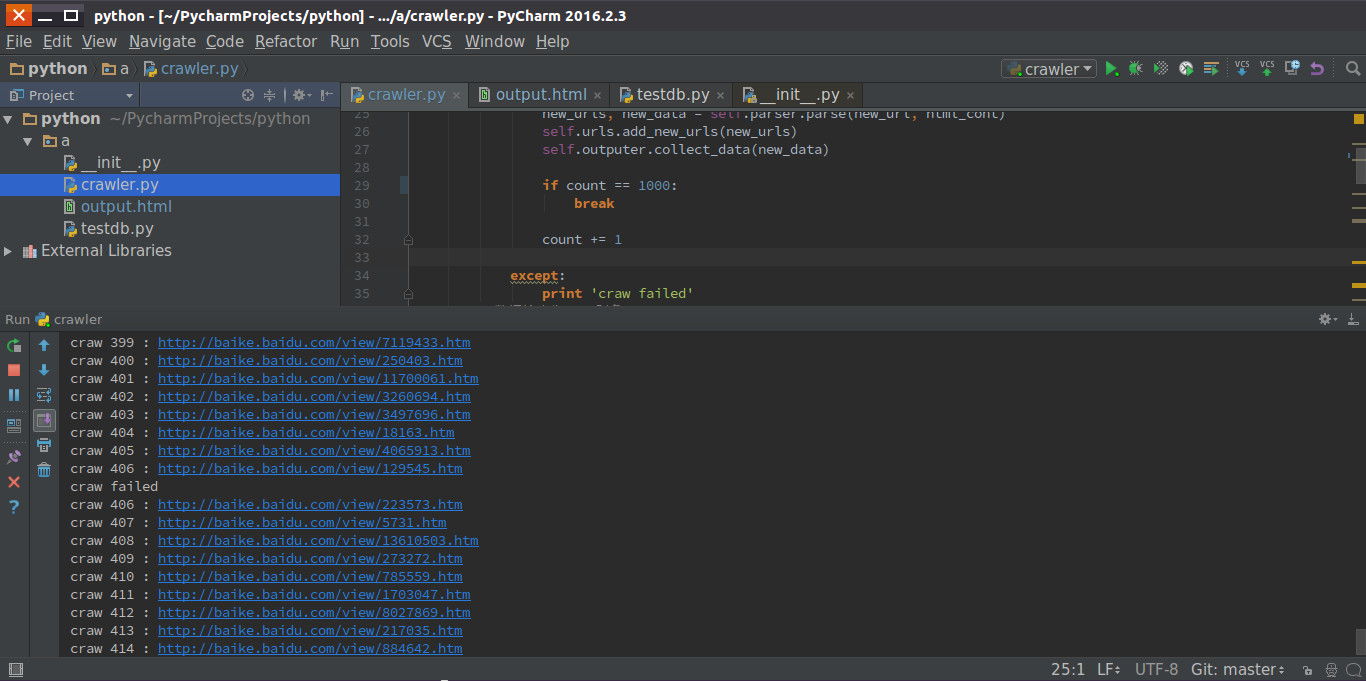 python - [~/PycharmProjects/python] - .../a/crawler.py - PyCharm 2016.2.3
File Edit View Navigate Code Refactor Run Tools VCS Window Help
python a crawler.py crawler VCS VCS
Project crawler.py output.html testdb.py __init__.py
python ~/PycharmProjects/python
a
__init__.py
crawler.py
output.html
testdb.py
External Libraries
25 new_urls, new_data = self.parser.parse(new_url, html_cont)
26 self.urls.add_new_urls(new_urls)
27 self.outputer.collect_data(new_data)
28
29 if count == 1000:
30 break
31
32 count += 1
33
34 except:
35 print 'craw failed'
Run crawler
craw 399 : http://baike.baidu.com/view/7119433.htm
craw 400 : http://baike.baidu.com/view/250403.htm
craw 401 : http://baike.baidu.com/view/11700061.htm
craw 402 : http://baike.baidu.com/view/3260694.htm
craw 403 : http://baike.baidu.com/view/3497696.htm
craw 404 : http://baike.baidu.com/view/18163.htm
craw 405 : http://baike.baidu.com/view/4065913.htm
craw 406 : http://baike.baidu.com/view/129545.htm
craw failed
craw 406 : http://baike.baidu.com/view/223573.htm
craw 407 : http://baike.baidu.com/view/5731.htm
craw 408 : http://baike.baidu.com/view/13610503.htm
craw 409 : http://baike.baidu.com/view/273272.htm
craw 410 : http://baike.baidu.com/view/785559.htm
craw 411 : http://baike.baidu.com/view/1703047.htm
craw 412 : http://baike.baidu.com/view/8027869.htm
craw 413 : http://baike.baidu.com/view/217035.htm
craw 414 : http://baike.baidu.com/view/884642.htm
25:1 LF UTF-8 Git: master